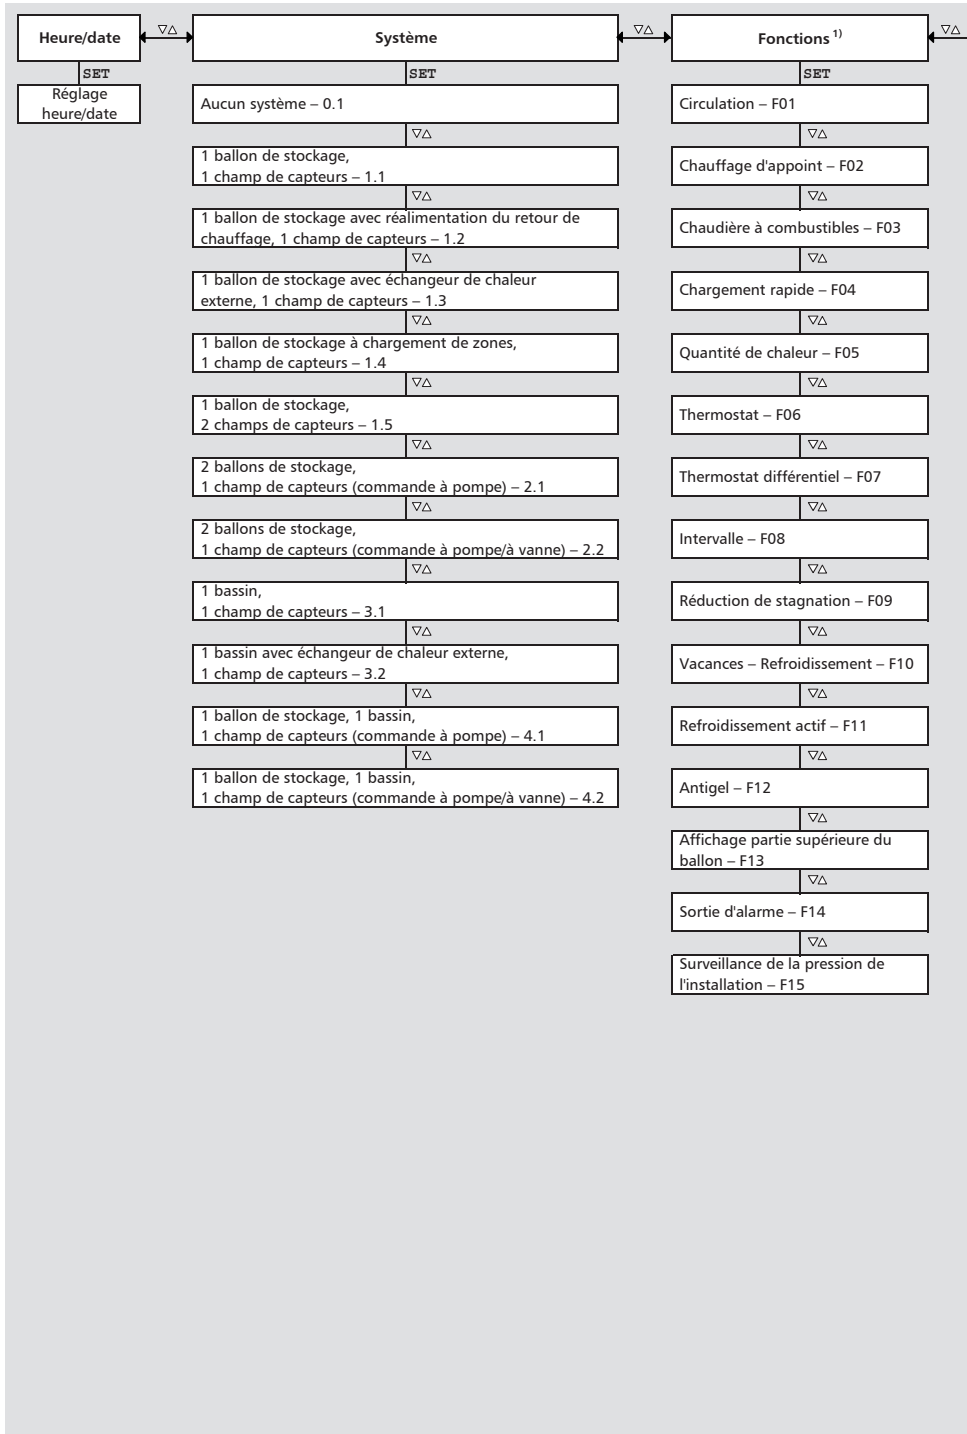 Heure/date
▽△
Système
▽△
Fonctions 1)
▽△
SET
SET
SET
Réglage
heure/date
Aucun système – 0.1
▽△
1 ballon de stockage,
1 champ de capteurs – 1.1
▽△
1 ballon de stockage avec réalimentation du retour de
chauffage, 1 champ de capteurs – 1.2
▽△
1 ballon de stockage avec échangeur de chaleur
externe, 1 champ de capteurs – 1.3
▽△
1 ballon de stockage à chargement de zones,
1 champ de capteurs – 1.4
▽△
1 ballon de stockage,
2 champs de capteurs – 1.5
▽△
2 ballons de stockage,
1 champ de capteurs (commande à pompe) – 2.1
▽△
2 ballons de stockage,
1 champ de capteurs (commande à pompe/à vanne) – 2.2
▽△
1 bassin,
1 champ de capteurs – 3.1
▽△
1 bassin avec échangeur de chaleur externe,
1 champ de capteurs – 3.2
▽△
1 ballon de stockage, 1 bassin,
1 champ de capteurs (commande à pompe) – 4.1
▽△
1 ballon de stockage, 1 bassin,
1 champ de capteurs (commande à pompe/à vanne) – 4.2
Circulation – F01
▽△
Chauffage d'appoint – F02
▽△
Chaudière à combustibles – F03
▽△
Chargement rapide – F04
▽△
Quantité de chaleur – F05
▽△
Thermostat – F06
▽△
Thermostat différentiel – F07
▽△
Intervalle – F08
▽△
Réduction de stagnation – F09
▽△
Vacances – Refroidissement – F10
▽△
Refroidissement actif – F11
▽△
Antigel – F12
▽△
Affichage partie supérieure du
ballon – F13
▽△
Sortie d'alarme – F14
▽△
Surveillance de la pression de
l'installation – F15